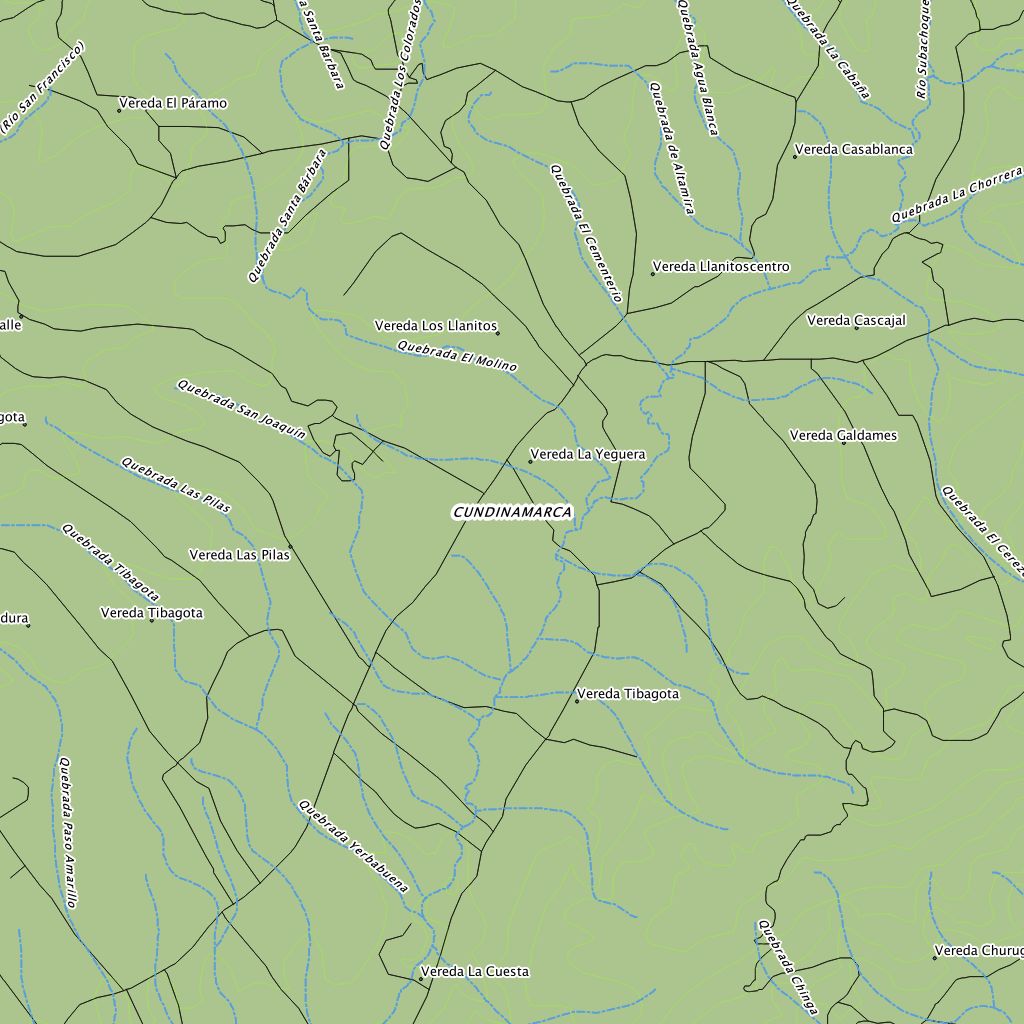 a Santa Bárbara
Quebrada Los Colorados
Quebrada Agua Blanca
Quebrada La Cabaña
Río Subachoque
(Río San Francisco)
Vereda El Páramo
Quebrada de Altamira
Vereda Casablanca
Quebrada Santa Bárbara
Quebrada El Cementerio
Quebrada La Chorrera
Vereda Llanitoscentro
alle
Vereda Los Llanitos
Vereda Cascajal
Quebrada El Molino
Quebrada San Joaquín
gota
Vereda Galdames
Vereda La Yeguera
Quebrada Las Pilas
CUNDINAMARCA
Quebrada El Cerezo
Quebrada Tibagota
Vereda Las Pilas
Vereda Tibagota
dura
Vereda Tibagota
Quebrada Paso Amarillo
Quebrada Yerbabuena
Quebrada Chinga
Vereda Churug
Vereda La Cuesta